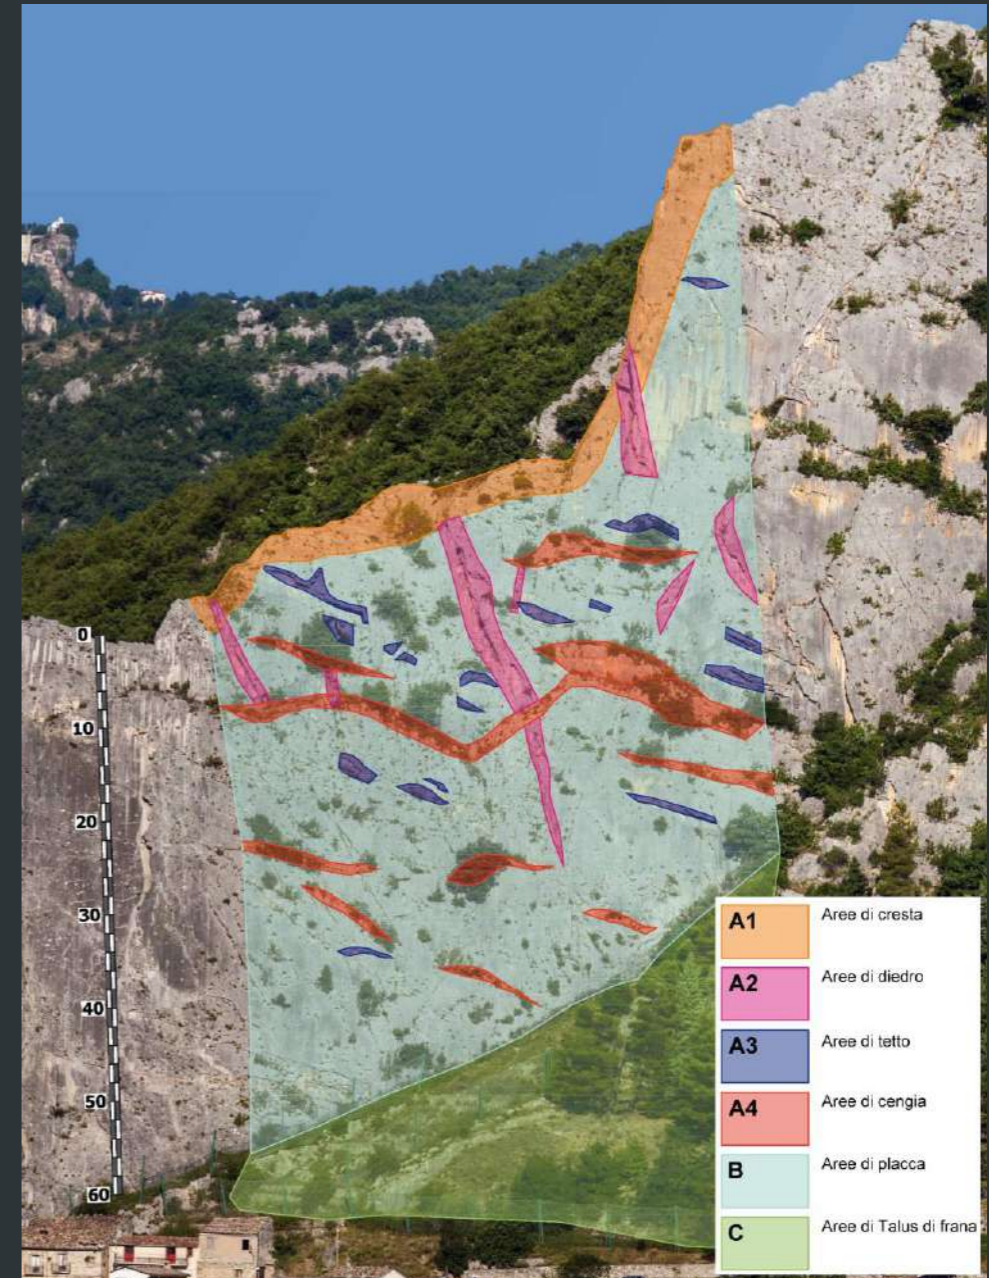 0
10
20
30
40
50
60
A1 Aree di cresta
A2 Aree di diedro
A3 Aree di tetto
A4 Aree di cengia
B Aree di placca
C Aree di Talus di frana